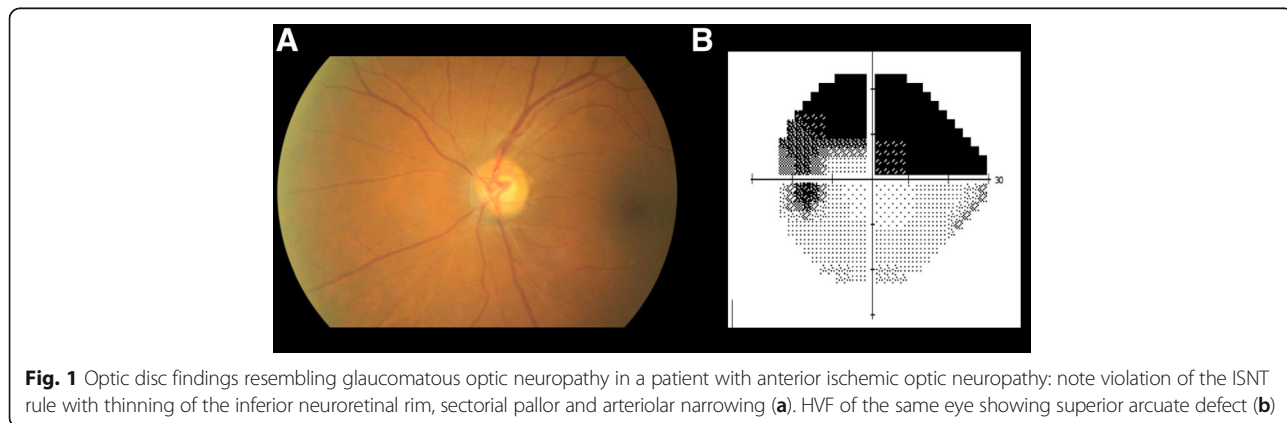 A
B
30
Fig. 1 Optic disc findings resembling glaucomatous optic neuropathy in a patient with anterior ischemic optic neuropathy: note violation of the ISNT
rule with thinning of the inferior neuroretinal rim, sectorial pallor and arteriolar narrowing (a). HVF of the same eye showing superior arcuate defect (b)